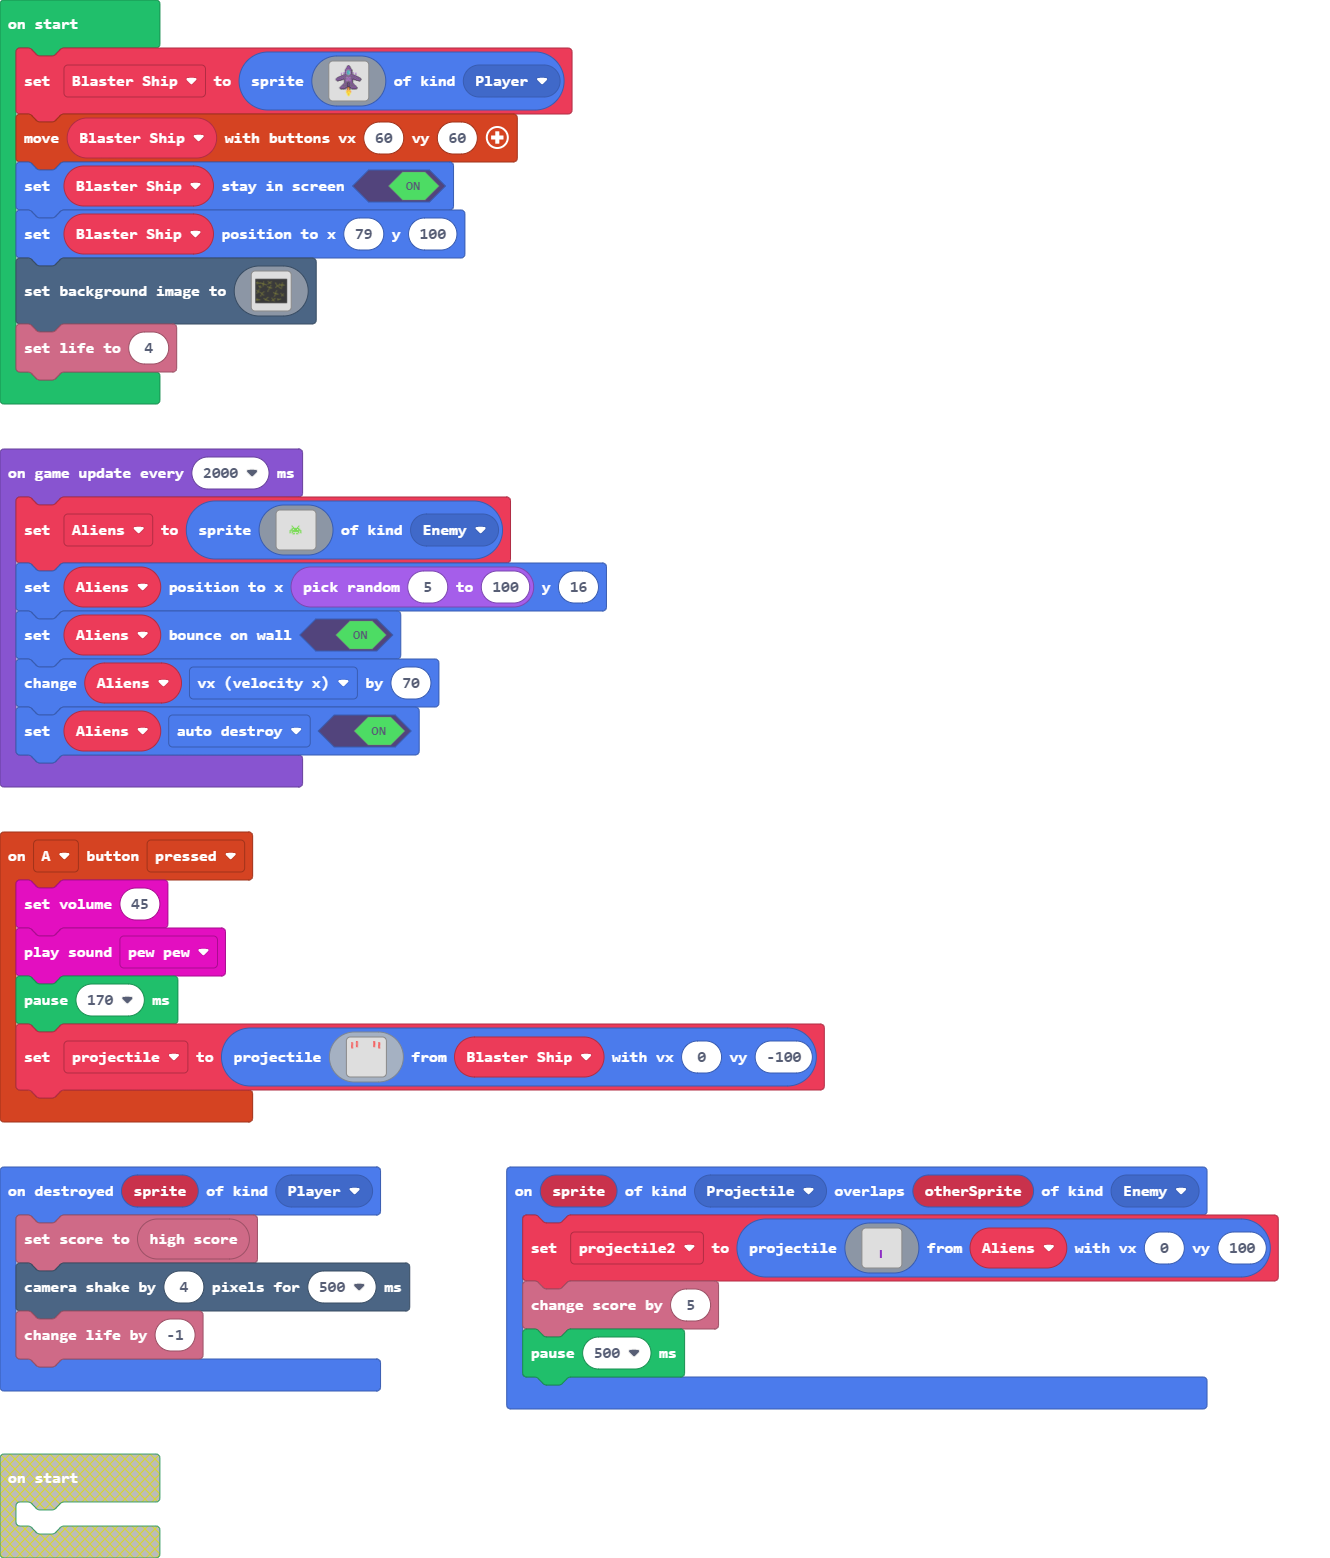 on start
set Blaster Ship to sprite of kind Player
move Blaster Ship with buttons vx 60 vy 60
set Blaster Ship stay in screen ON
set Blaster Ship position to x 79 y 100
set background image to
set life to 4
on game update every 2000 ms
set Aliens to sprite of kind Enemy
set Aliens position to x pick random 5 to 100 y 16
set Aliens bounce on wall ON
change Aliens vx (velocity x) by 70
set Aliens auto destroy ON
on A button pressed
set volume 45
play sound pew pew
pause 170 ms
set projectile to projectile from Blaster Ship with vx 0 vy -100
on destroyed sprite of kind Player
set score to high score
camera shake by 4 pixels for 500 ms
change life by -1
on sprite of kind Projectile overlaps otherSprite of kind Enemy
set projectile2 to projectile from Aliens with vx 0 vy 100
change score by 5
pause 500 ms
on start